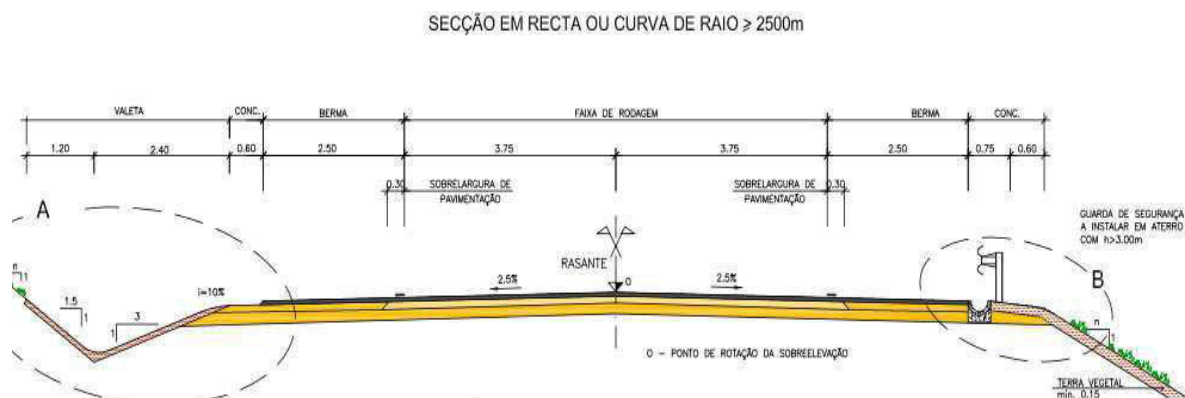 SECÇÃO EM RECTA OU CURVA DE RAIO ≥ 2500m
VALETA CONC. BERMA FAIXA DE RODAGEM BERMA CONC.
1.20 2.40 0.60 2.50 3.75 3.75 2.50 0.75 0.60
0.30 SOBRELARGURA DE PAVIMENTAÇÃO
SOBRELARGURA DE PAVIMENTAÇÃO 0.30
A
GUARDA DE SEGURANÇA
A INSTALAR EM ATERRO
COM h>3.00m
RASANTE
B
n
1
1.5
1
i=10%
3
1
2.5%
O
2.5%
O - PONTO DE ROTAÇÃO DA SOBREELEVAÇÃO
n
1
TERRA VEGETAL
min. 0.15